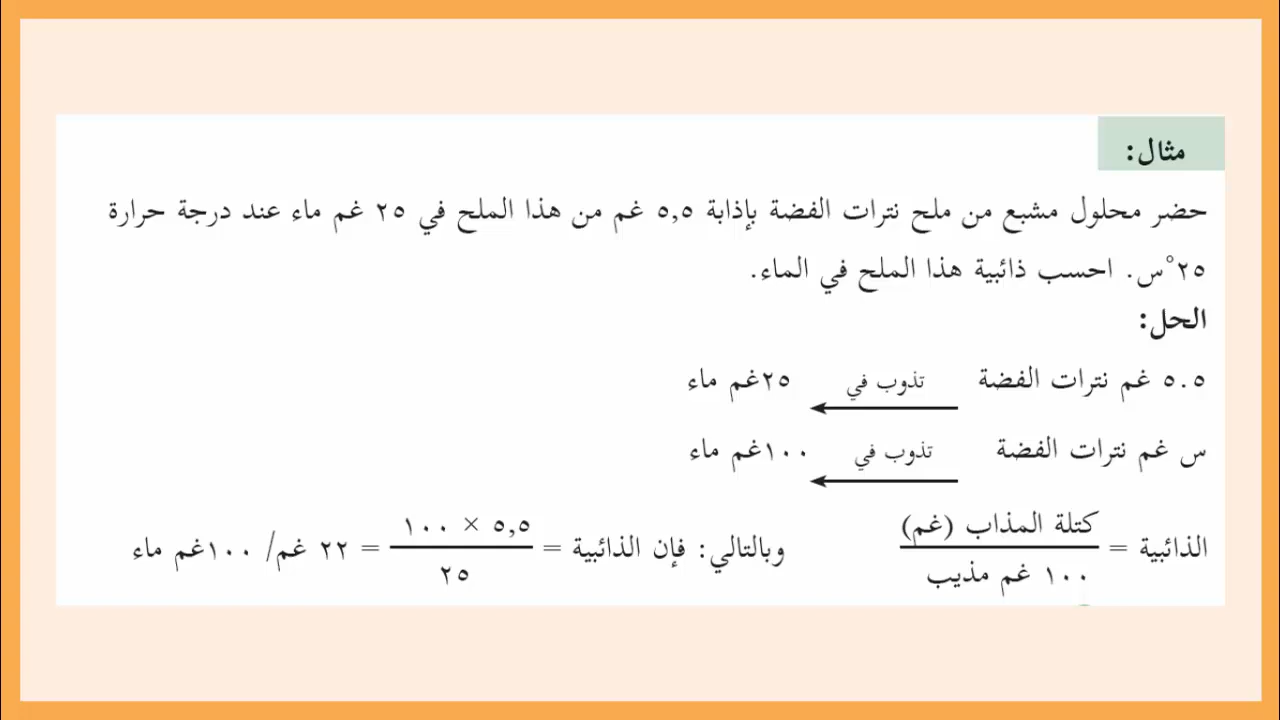 مثال:
حضر محلول مشبع من ملح نترات الفضة بإذابة ٥,٥ غم من هذا الملح في ٢٥ غم ماء عند درجة حرارة
٢٥°س. احسب ذائبية هذا الملح في الماء.
الحل:
٥.٥ غم نترات الفضة تذوب في ٢٥غم ماء
س غم نترات الفضة تذوب في ١٠٠غم ماء
الذائبية = كتلة المذاب (غم) / ١٠٠ غم مذيب وبالتالي: فإن الذائبية = ٥,٥ × ١٠٠ / ٢٥ = ٢٢ غم/ ١٠٠غم ماء